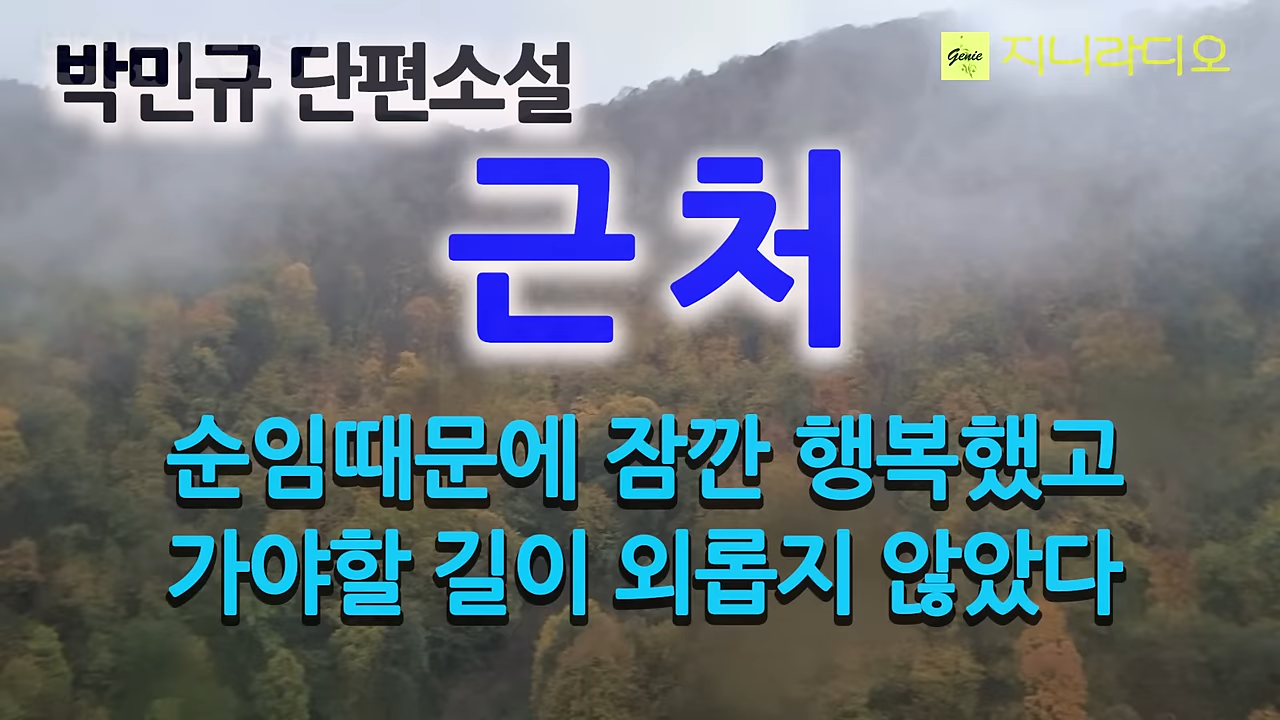 박민규 단편소설
Genie 지니라디오
근처
순임때문에 잠깐 행복했고
가야할 길이 외롭지 않았다